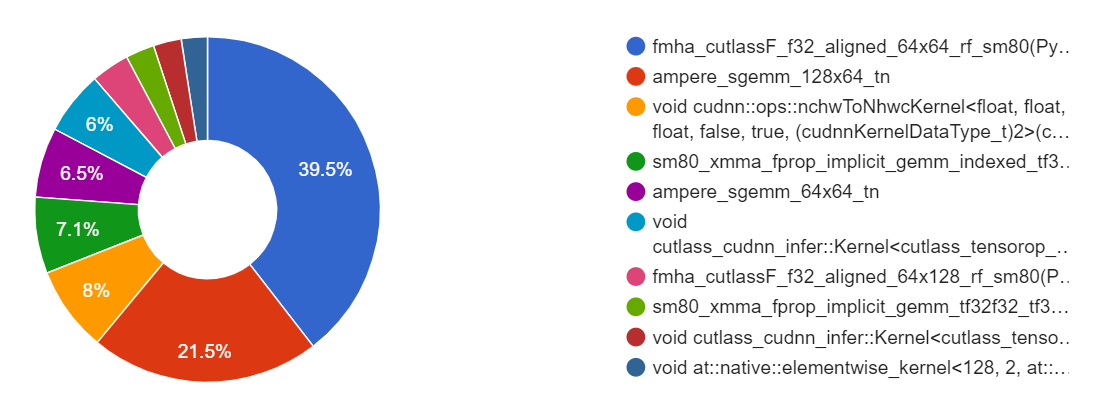 39.5%
21.5%
8%
7.1%
6.5%
6%
fmha_cutlassF_f32_aligned_64x64_rf_sm80(Py…
ampere_sgemm_128x64_tn
void cudnn::ops::nchwToNhwcKernel<float, float,
float, false, true, (cudnnKernelDataType_t)2>(c…
sm80_xmma_fprop_implicit_gemm_indexed_tf3…
ampere_sgemm_64x64_tn
void
cutlass_cudnn_infer::Kernel<cutlass_tensorop_…
fmha_cutlassF_f32_aligned_64x128_rf_sm80(P…
sm80_xmma_fprop_implicit_gemm_tf32f32_tf3…
void cutlass_cudnn_infer::Kernel<cutlass_tenso…
void at::native::elementwise_kernel<128, 2, at::…